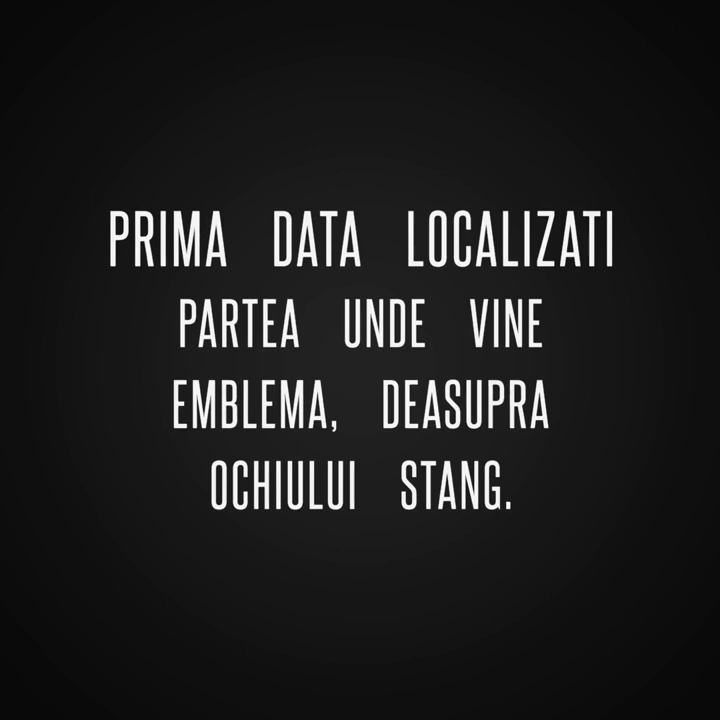 PRIMA DATA LOCALIZATI
PARTEA UNDE VINE
EMBLEMA, DEASUPRA
OCHIULUI STANG.